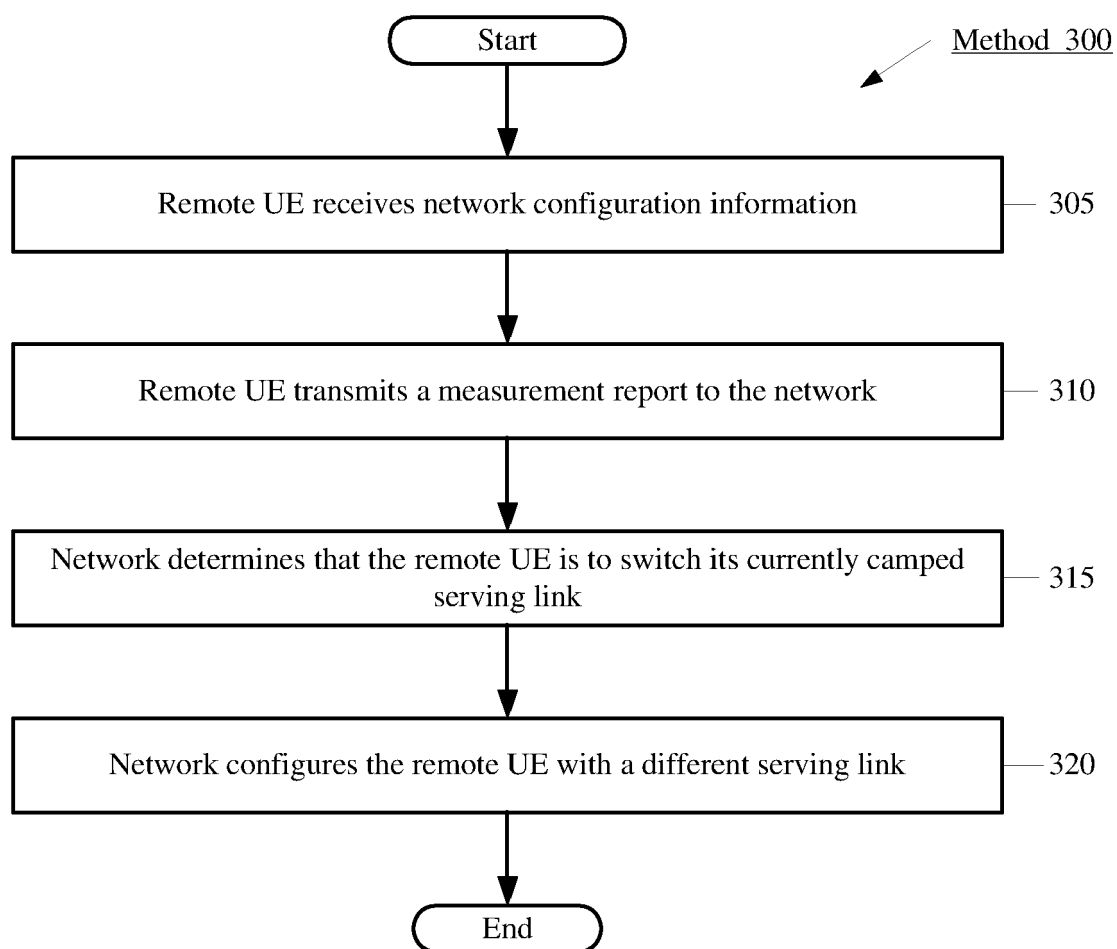 Start
Method 300
Remote UE receives network configuration information
305
Remote UE transmits a measurement report to the network
310
Network determines that the remote UE is to switch its currently camped
serving link
315
Network configures the remote UE with a different serving link
320
End